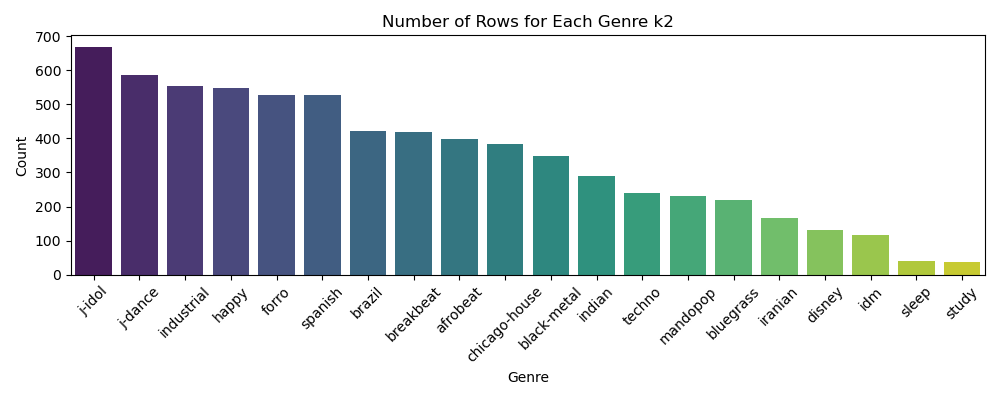 Number of Rows for Each Genre k2
Count
700
600
500
400
300
200
100
0
j-idol
j-dance
industrial
happy
forro
spanish
brazil
breakbeat
afrobeat
chicago-house
black-metal
indian
techno
mandopop
bluegrass
iranian
disney
idm
sleep
study
Genre